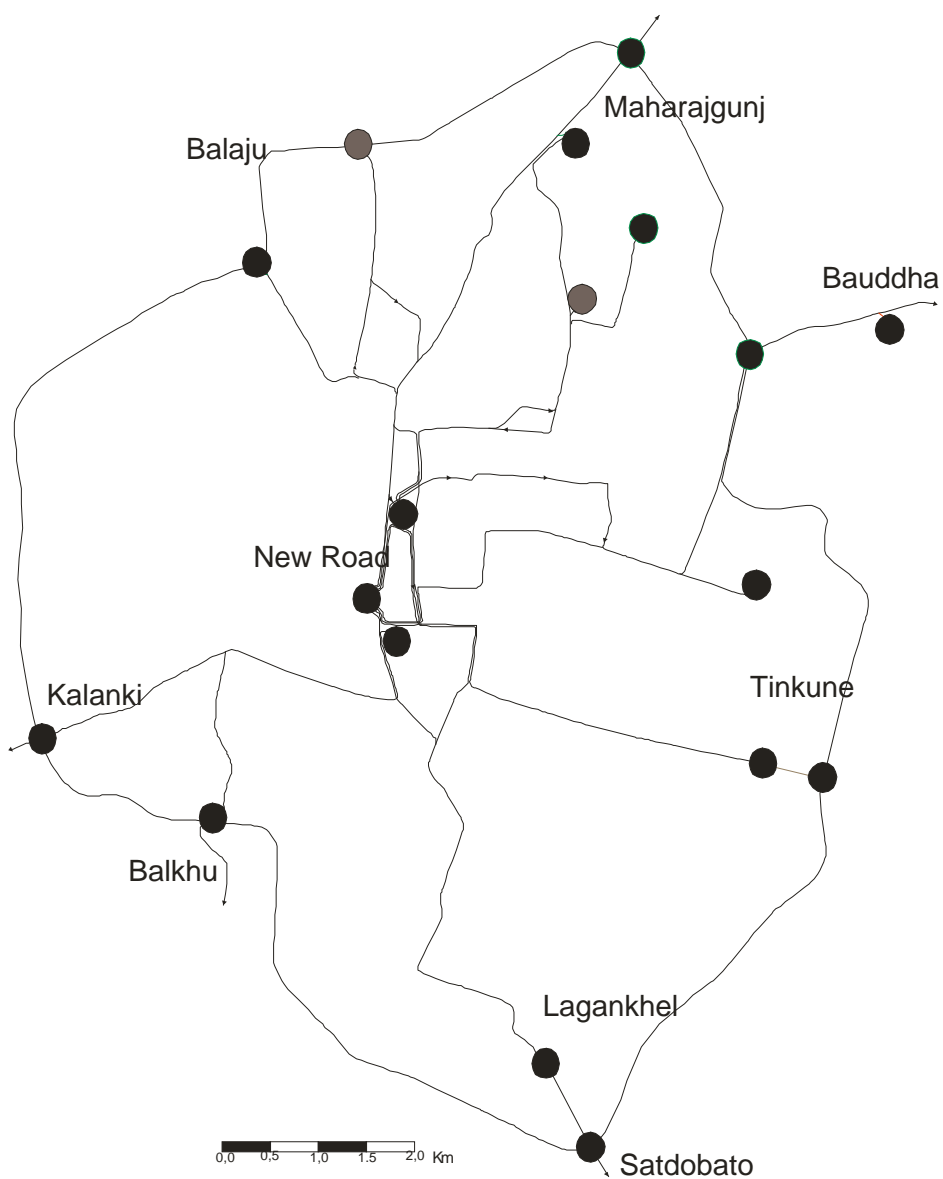 Maharajgunj
Balaju
Bauddha
New Road
Kalanki
Tinkune
Balkhu
Lagankhel
0,0 0,5 1,0 1.5 2,0 Km
Satdobato